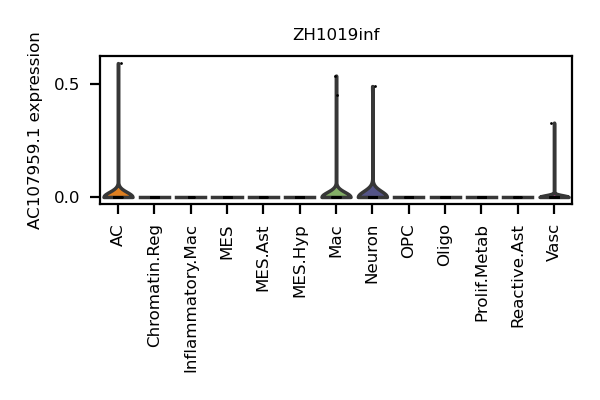 ZH1019inf
AC107959.1 expression
0.5
0.0
AC
Chromatin.Reg
Inflammatory.Mac
MES
MES.Ast
MES.Hyp
Mac
Neuron
OPC
Oligo
Prolif.Metab
Reactive.Ast
Vasc